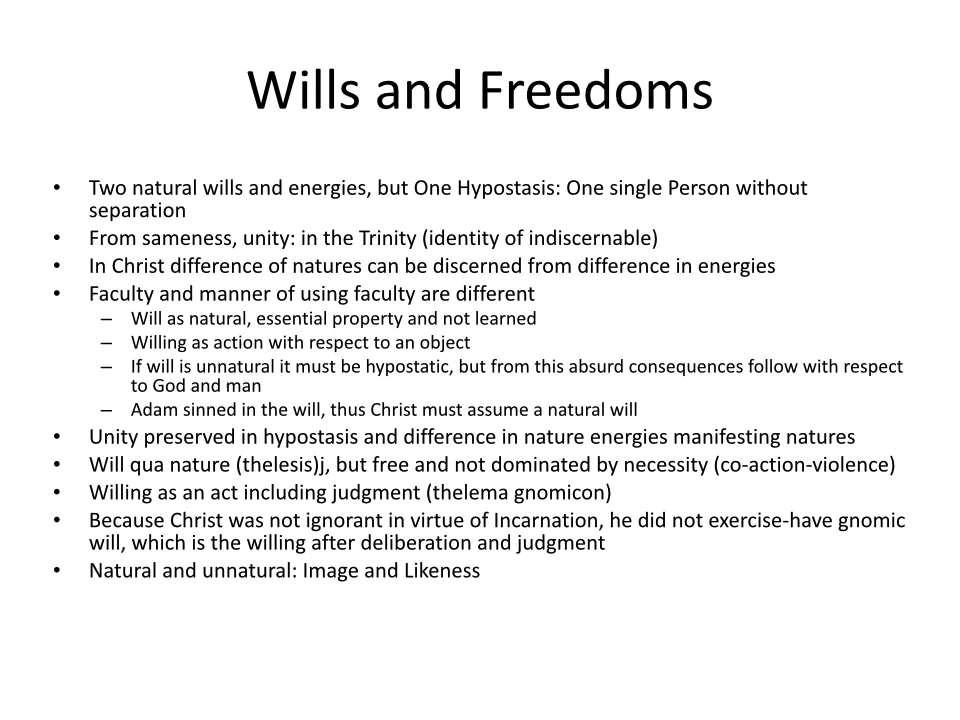 Wills and Freedoms
• Two natural wills and energies, but One Hypostasis: One single Person without
separation
• From sameness, unity: in the Trinity (identity of indiscernable)
• In Christ difference of natures can be discerned from difference in energies
• Faculty and manner of using faculty are different
– Will as natural, essential property and not learned
– Willing as action with respect to an object
– If will is unnatural it must be hypostatic, but from this absurd consequences follow with respect
to God and man
– Adam sinned in the will, thus Christ must assume a natural will
• Unity preserved in hypostasis and difference in nature energies manifesting natures
• Will qua nature (thelesis)j, but free and not dominated by necessity (co-action-violence)
• Willing as an act including judgment (thelema gnomicon)
• Because Christ was not ignorant in virtue of Incarnation, he did not exercise-have gnomic
will, which is the willing after deliberation and judgment
• Natural and unnatural: Image and Likeness